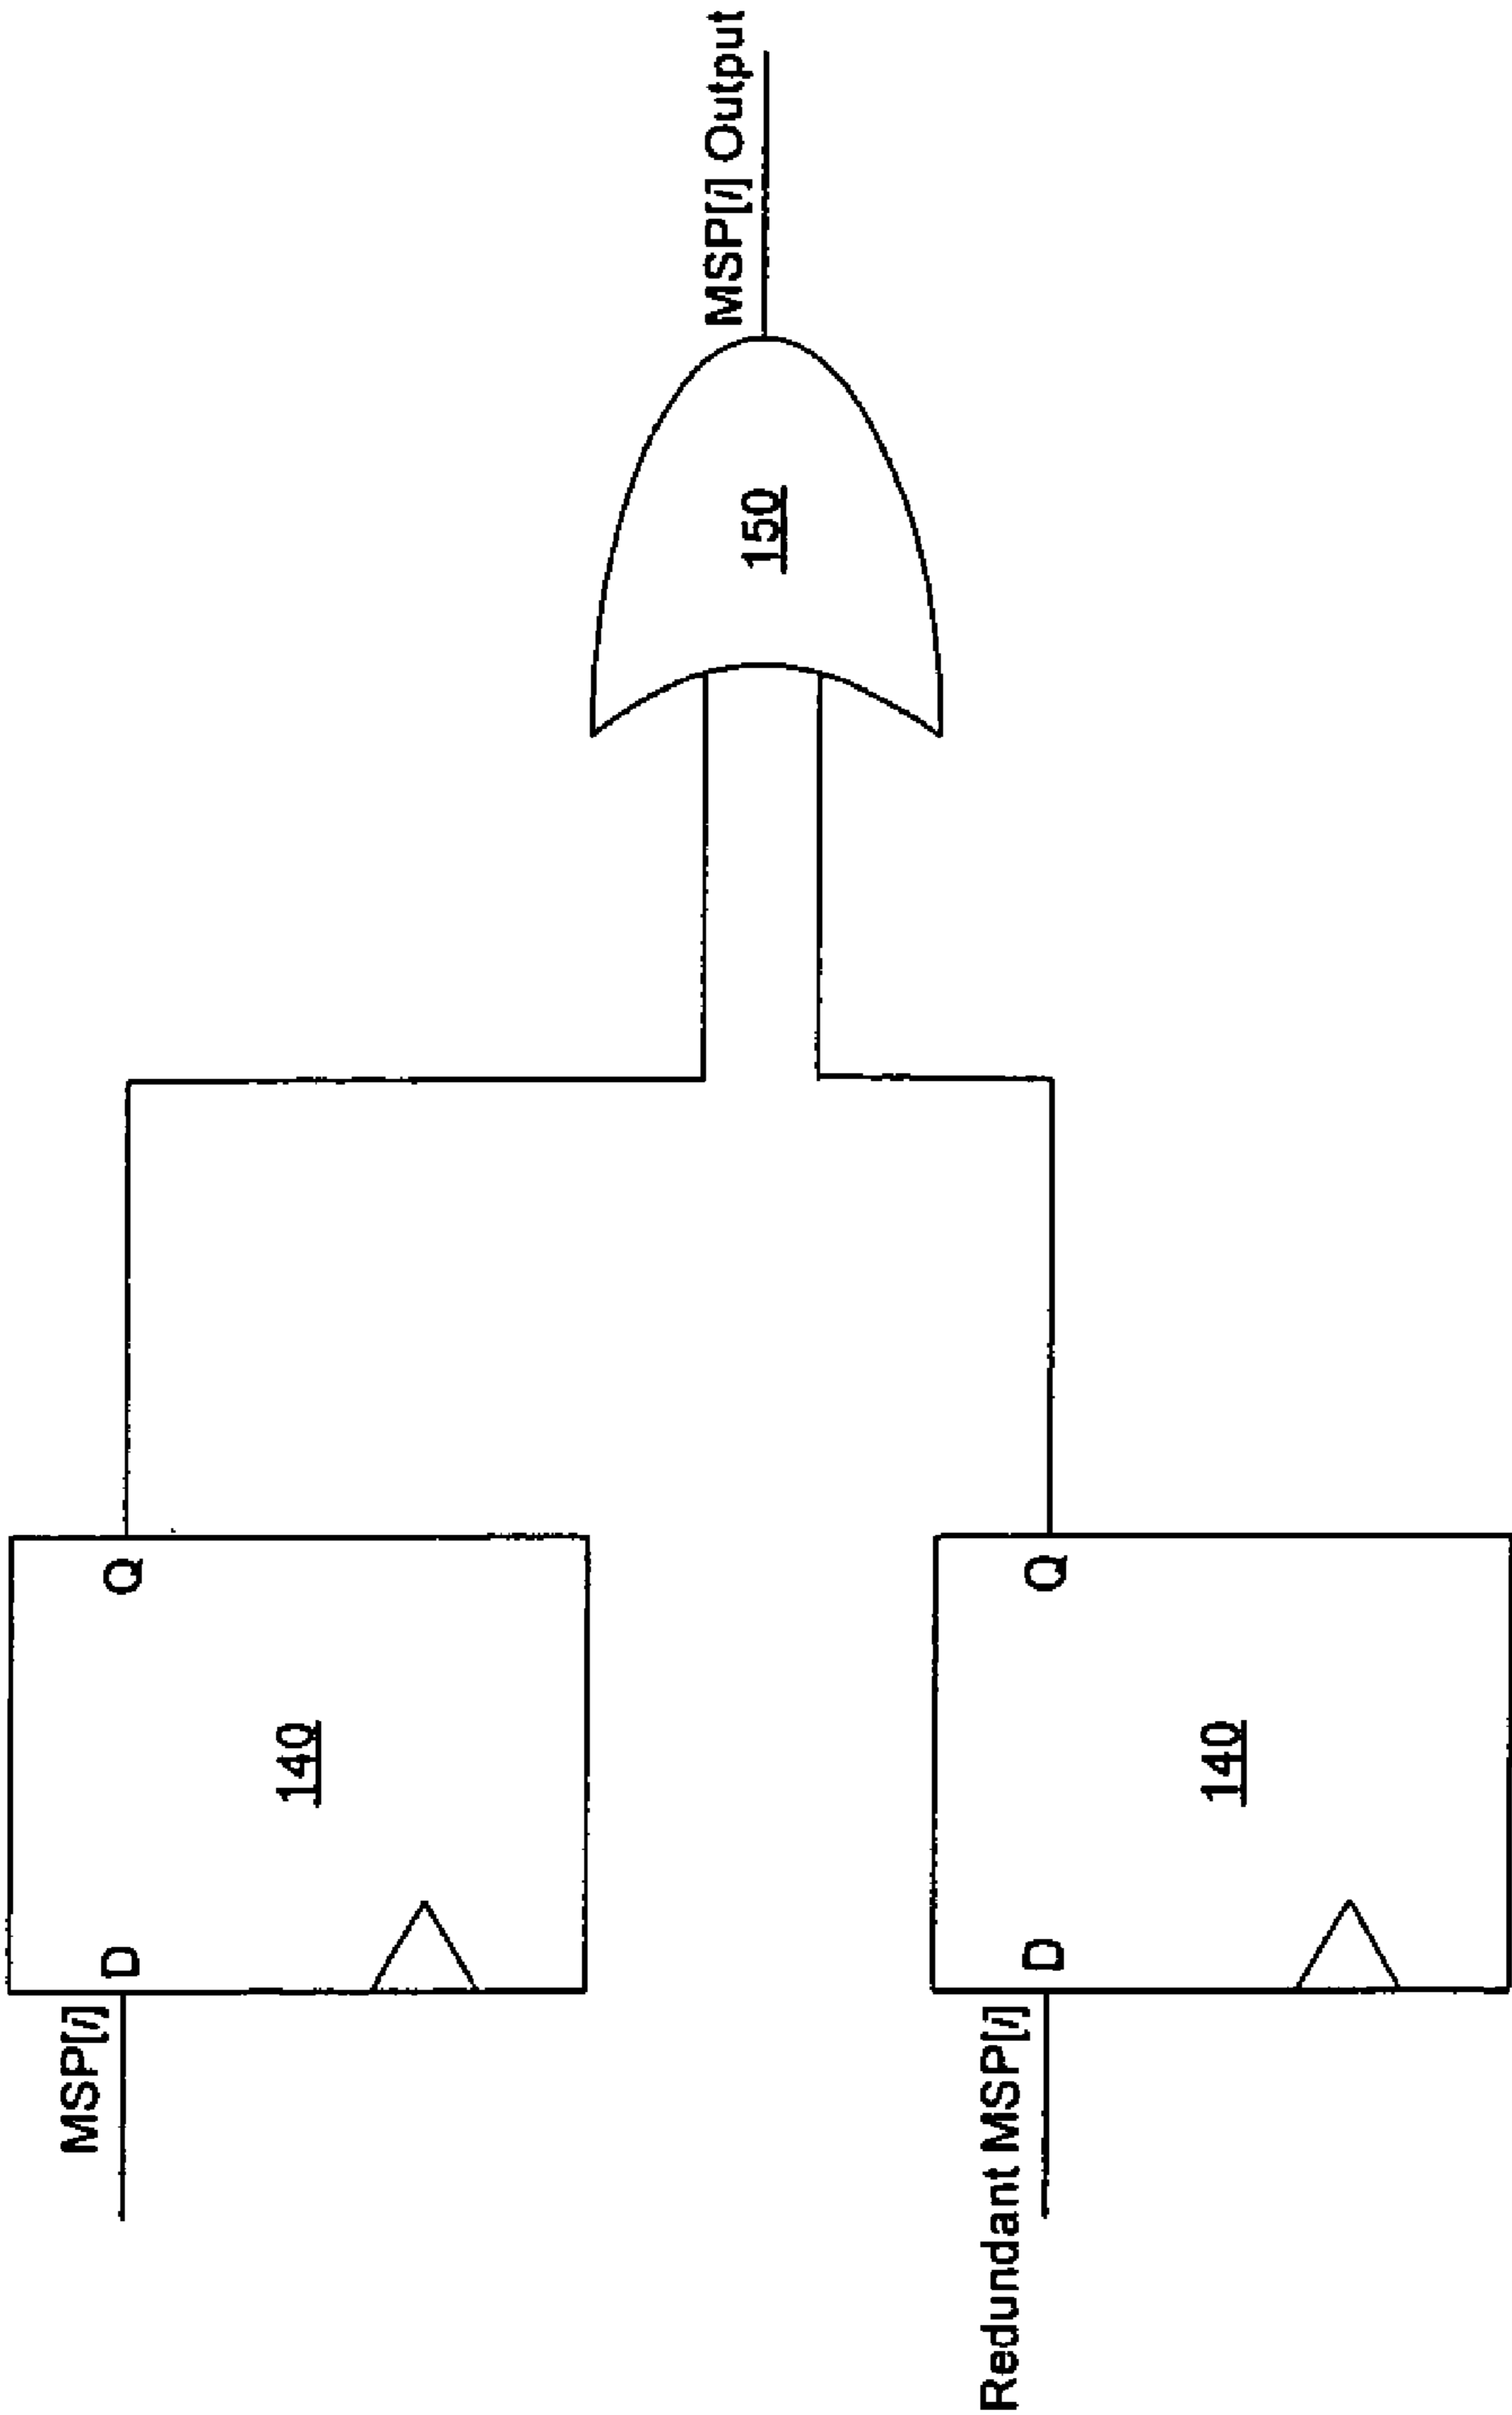 MSP[i]
D
Q
140
Redundant MSP[i]
D
Q
140
150
MSP[i] Output